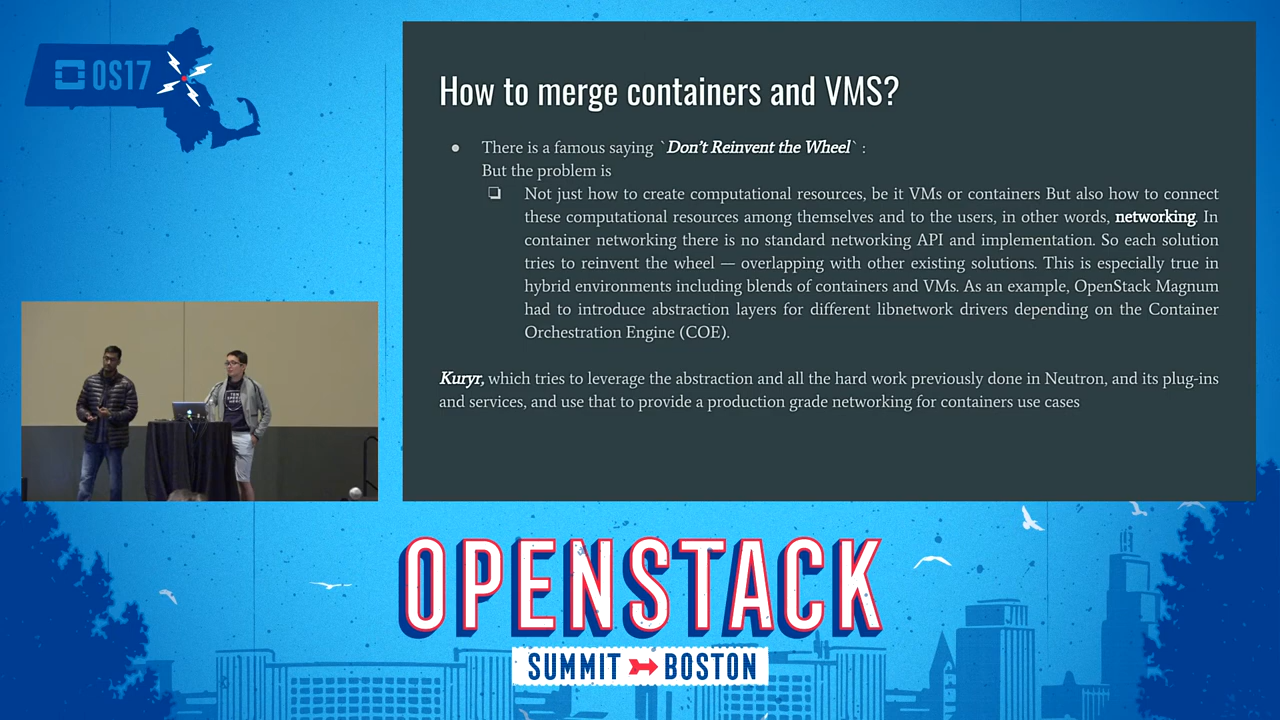 OS17
How to merge containers and VMS?
● There is a famous saying `Don't Reinvent the Wheel` :
But the problem is
❏ Not just how to create computational resources, be it VMs or containers But also how to connect
these computational resources among themselves and to the users, in other words, networking. In
container networking there is no standard networking API and implementation. So each solution
tries to reinvent the wheel — overlapping with other existing solutions. This is especially true in
hybrid environments including blends of containers and VMs. As an example, OpenStack Magnum
had to introduce abstraction layers for different libnetwork drivers depending on the Container
Orchestration Engine (COE).
Kuryr, which tries to leverage the abstraction and all the hard work previously done in Neutron, and its plug-ins
and services, and use that to provide a production grade networking for containers use cases
OPENSTACK
SUMMIT BOSTON